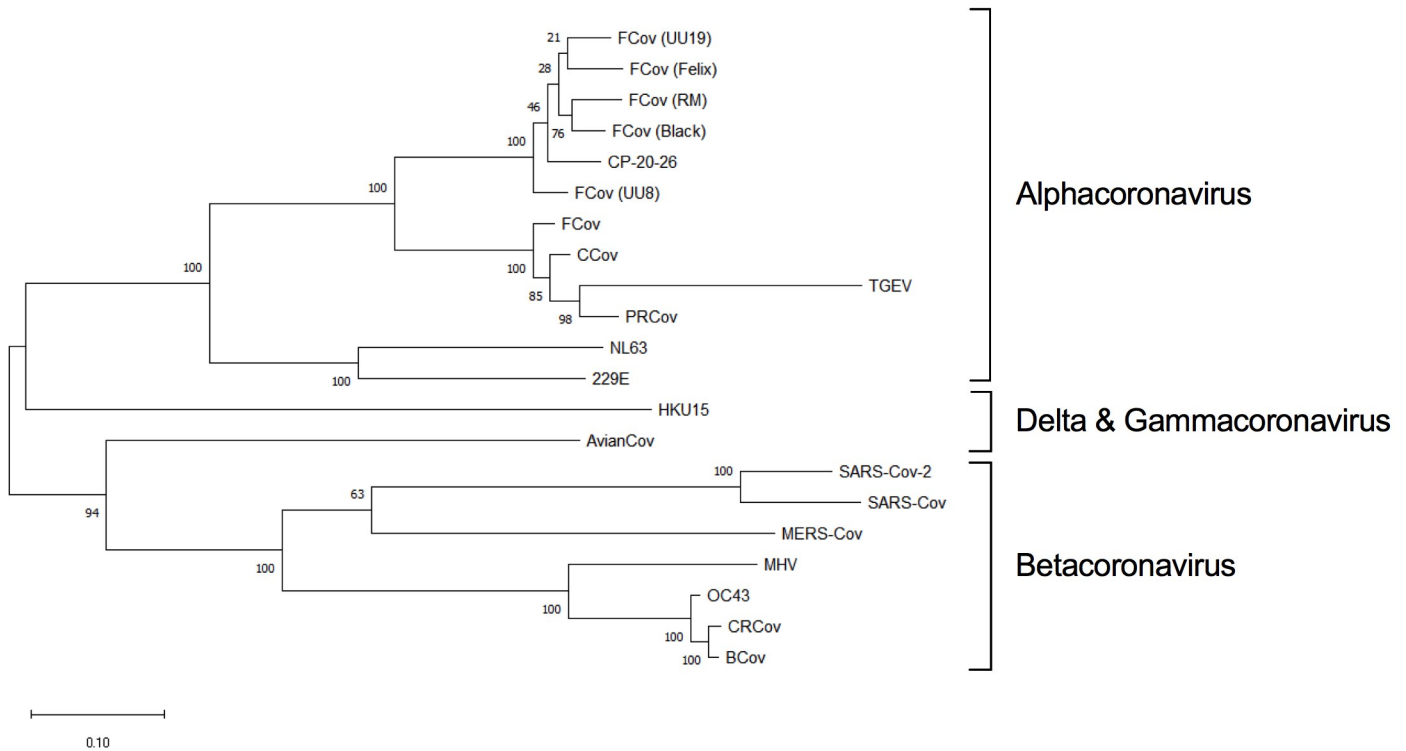 21
FCov (UU19)
28
FCov (Felix)
46
FCov (RM)
76
FCov (Black)
100
CP-20-26
100
FCov (UU8)
Alphacoronavirus
FCov
100
100
CCov
85
TGEV
98
PRCov
NL63
100
229E
HKU15
Delta & Gammacoronavirus
AvianCov
100
SARS-Cov-2
63
SARS-Cov
94
MERS-Cov
100
MHV
Betacoronavirus
100
OC43
100
CRCov
100
BCov
0.10